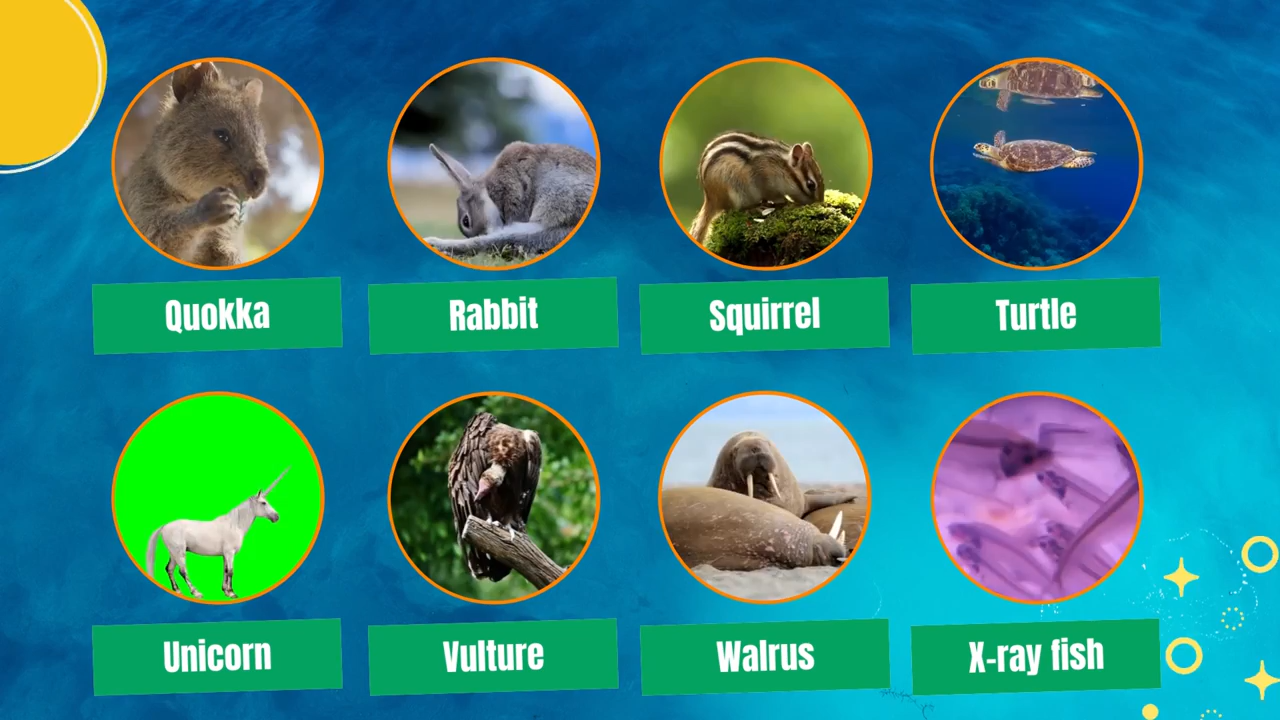 Quokka
Rabbit
Squirrel
Turtle
Unicorn
Vulture
Walrus
X-ray fish